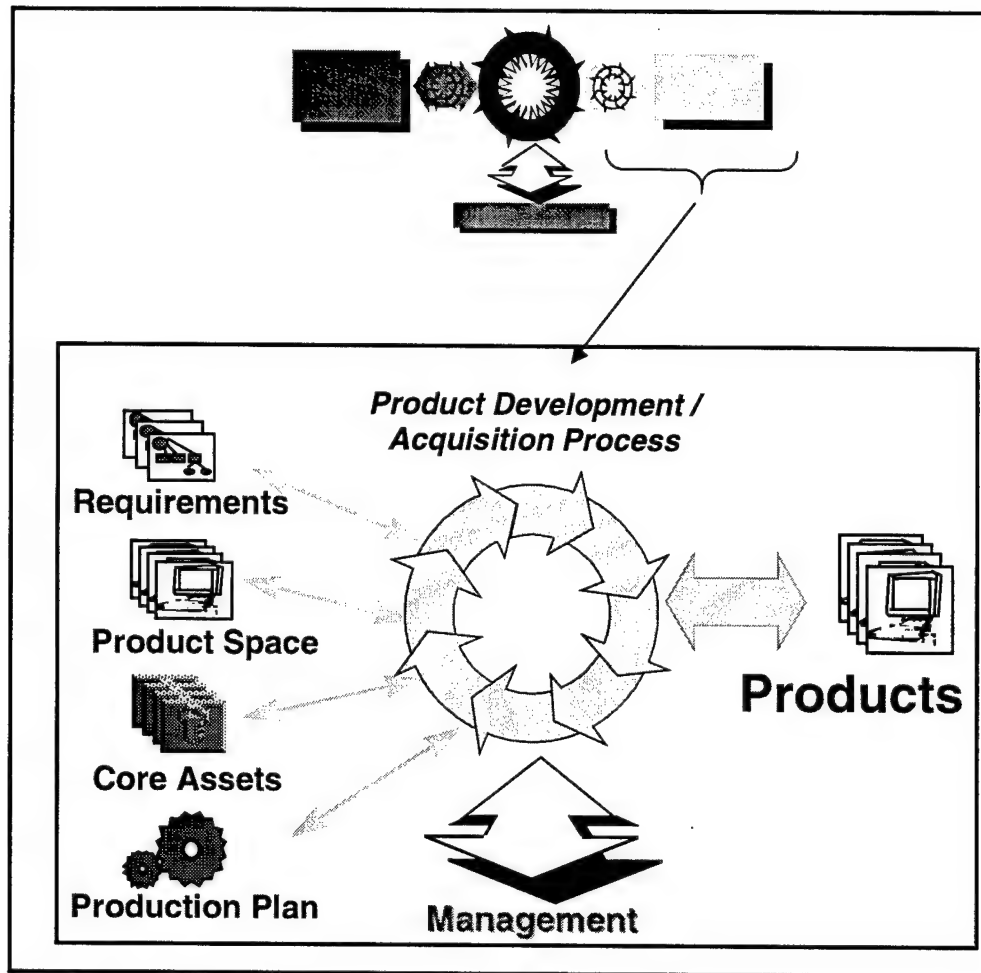 Product Development /
Acquisition Process
Requirements
Product Space
Core Assets
Production Plan
Products
Management